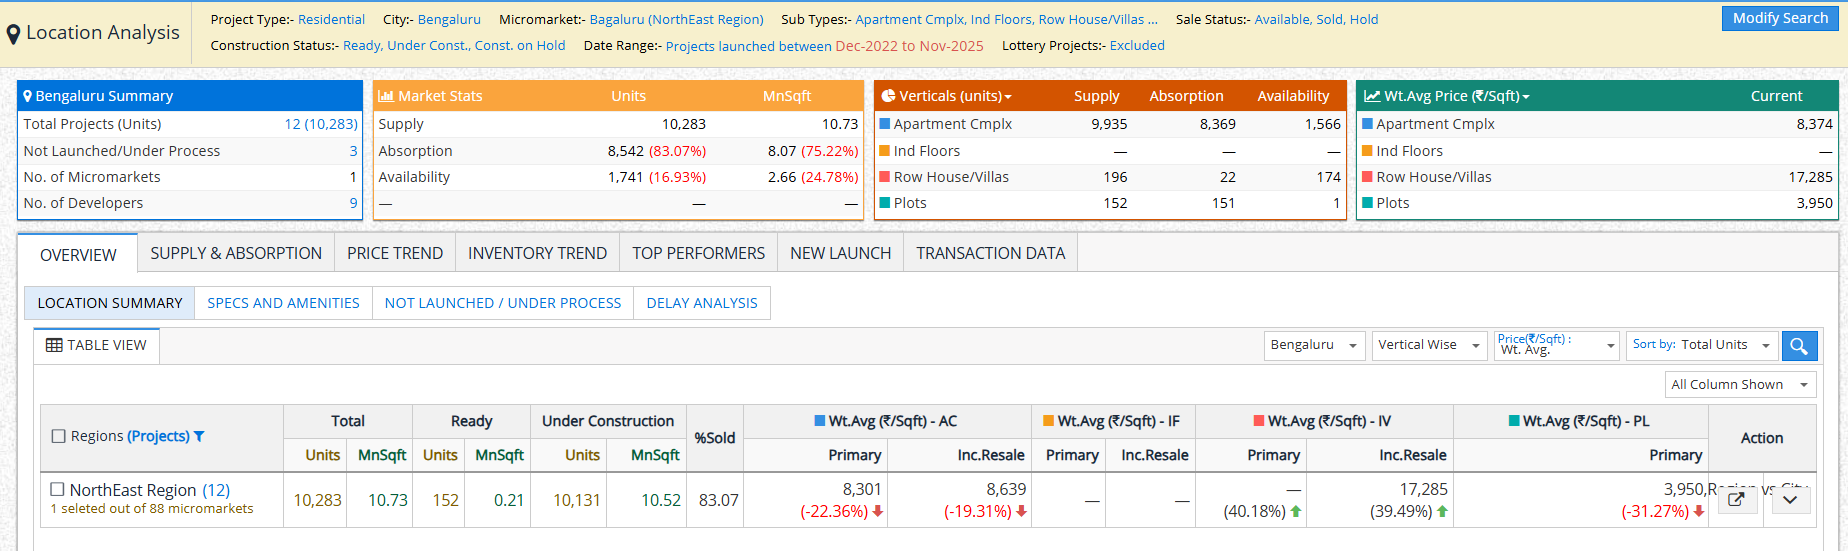 Location Analysis
Project Type:- Residential City:- Bengaluru Micromarket:- Bagaluru (NorthEast Region) Sub Types:- Apartment Cmplx, Ind Floors, Row House/Villas ... Sale Status:- Available, Sold, Hold
Construction Status:- Ready, Under Const., Const. on Hold Date Range:- Projects launched between Dec-2022 to Nov-2025 Lottery Projects:- Excluded
Modify Search
Bengaluru Summary
Total Projects (Units) 12 (10,283)
Not Launched/Under Process 3
No. of Micromarkets 1
No. of Developers 9
Market Stats Units MnSqft
Supply 10,283 10.73
Absorption 8,542 (83.07%) 8.07 (75.22%)
Availability 1,741 (16.93%) 2.66 (24.78%)
— — —
Verticals (units) Supply Absorption Availability
Apartment Cmplx 9,935 8,369 1,566
Ind Floors — — —
Row House/Villas 196 22 174
Plots 152 151 1
Wt.Avg Price (₹/Sqft) Current
Apartment Cmplx 8,374
Ind Floors —
Row House/Villas 17,285
Plots 3,950
OVERVIEW SUPPLY & ABSORPTION PRICE TREND INVENTORY TREND TOP PERFORMERS NEW LAUNCH TRANSACTION DATA
LOCATION SUMMARY SPECS AND AMENITIES NOT LAUNCHED / UNDER PROCESS DELAY ANALYSIS
TABLE VIEW
Bengaluru Vertical Wise Price(₹/Sqft) : Wt. Avg. Sort by: Total Units
All Column Shown
Regions (Projects) Total Ready Under Construction %Sold Wt.Avg (₹/Sqft) - AC Wt.Avg (₹/Sqft) - IF Wt.Avg (₹/Sqft) - IV Wt.Avg (₹/Sqft) - PL Action
Units MnSqft Units MnSqft Units MnSqft Primary Inc.Resale Primary Inc.Resale Primary Inc.Resale Primary
NorthEast Region (12) 10,283 10.73 152 0.21 10,131 10.52 83.07 8,301 8,639 — — — 17,285 3,950, Region vs City
1 seleted out of 88 micromarkets (-22.36%) (-19.31%) (40.18%) (39.49%) (-31.27%)